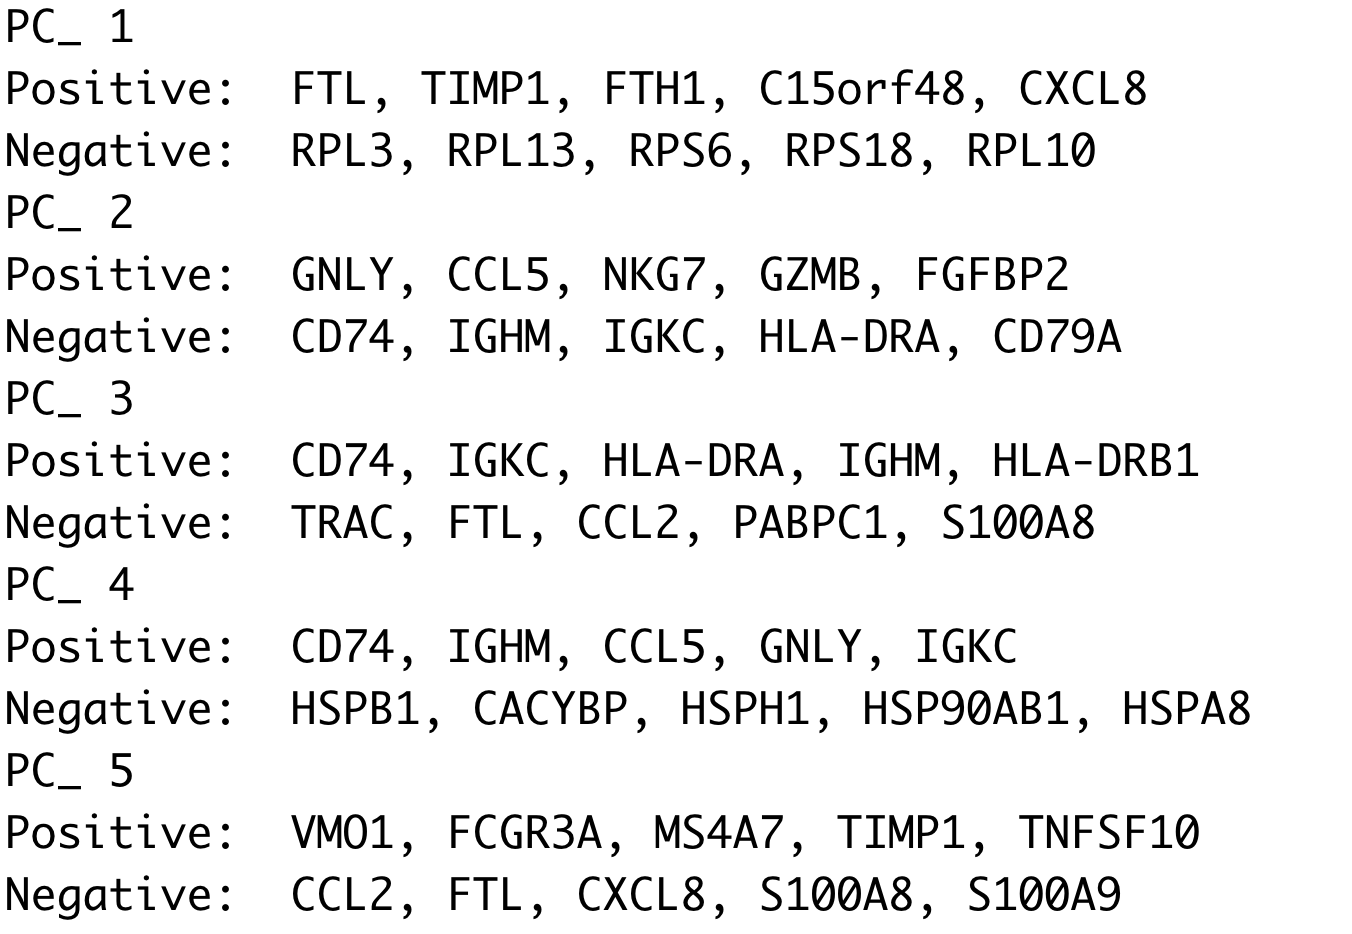 PC_ 1
Positive:  FTL, TIMP1, FTH1, C15orf48, CXCL8
Negative:  RPL3, RPL13, RPS6, RPS18, RPL10
PC_ 2
Positive:  GNLY, CCL5, NKG7, GZMB, FGFBP2
Negative:  CD74, IGHM, IGKC, HLA-DRA, CD79A
PC_ 3
Positive:  CD74, IGKC, HLA-DRA, IGHM, HLA-DRB1
Negative:  TRAC, FTL, CCL2, PABPC1, S100A8
PC_ 4
Positive:  CD74, IGHM, CCL5, GNLY, IGKC
Negative:  HSPB1, CACYBP, HSPH1, HSP90AB1, HSPA8
PC_ 5
Positive:  VMO1, FCGR3A, MS4A7, TIMP1, TNFSF10
Negative:  CCL2, FTL, CXCL8, S100A8, S100A9